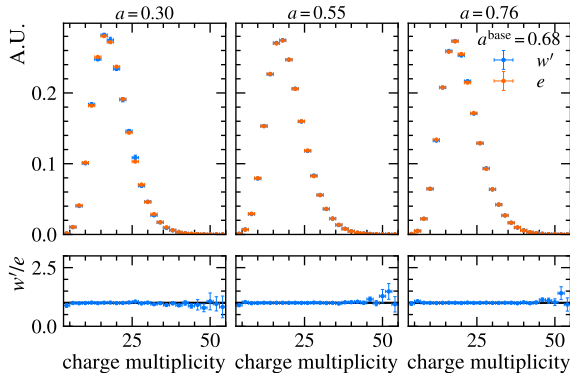 a = 0.30 a = 0.55 a = 0.76
A.U.
a^base = 0.68
w′
e
0.2
0.1
0.0
w′/e
2.5
0.0
25 50 25 50 25 50
charge multiplicity charge multiplicity charge multiplicity